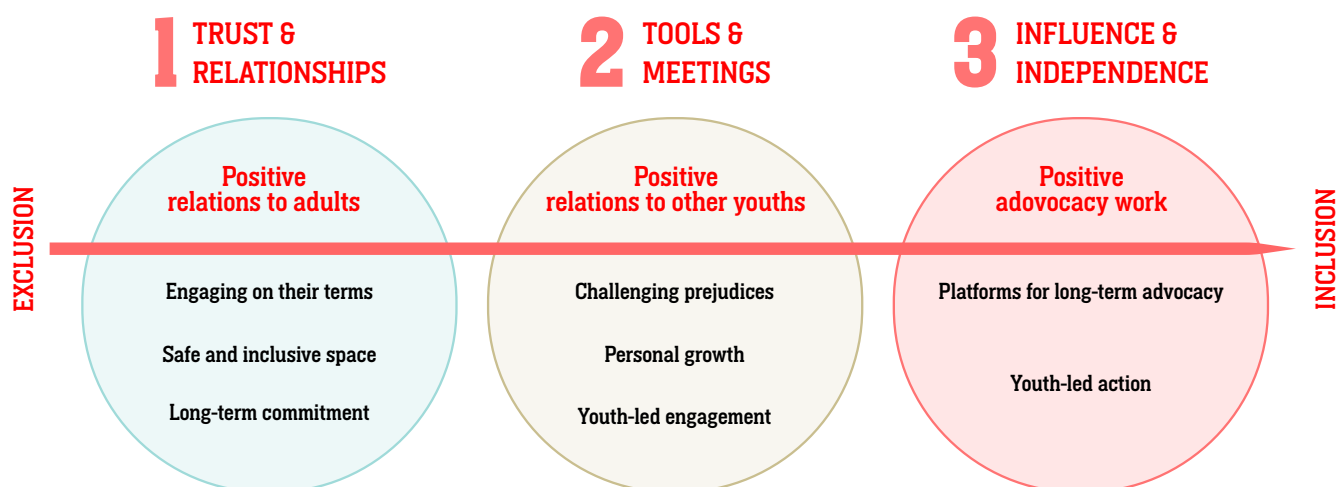 1 TRUST &
RELATIONSHIPS
2 TOOLS &
MEETINGS
3 INFLUENCE &
INDEPENDENCE
EXCLUSION
Positive
relations to adults
Engaging on their terms
Safe and inclusive space
Long-term commitment
Positive
relations to other youths
Challenging prejudices
Personal growth
Youth-led engagement
Positive
adovocacy work
Platforms for long-term advocacy
Youth-led action
INCLUSION